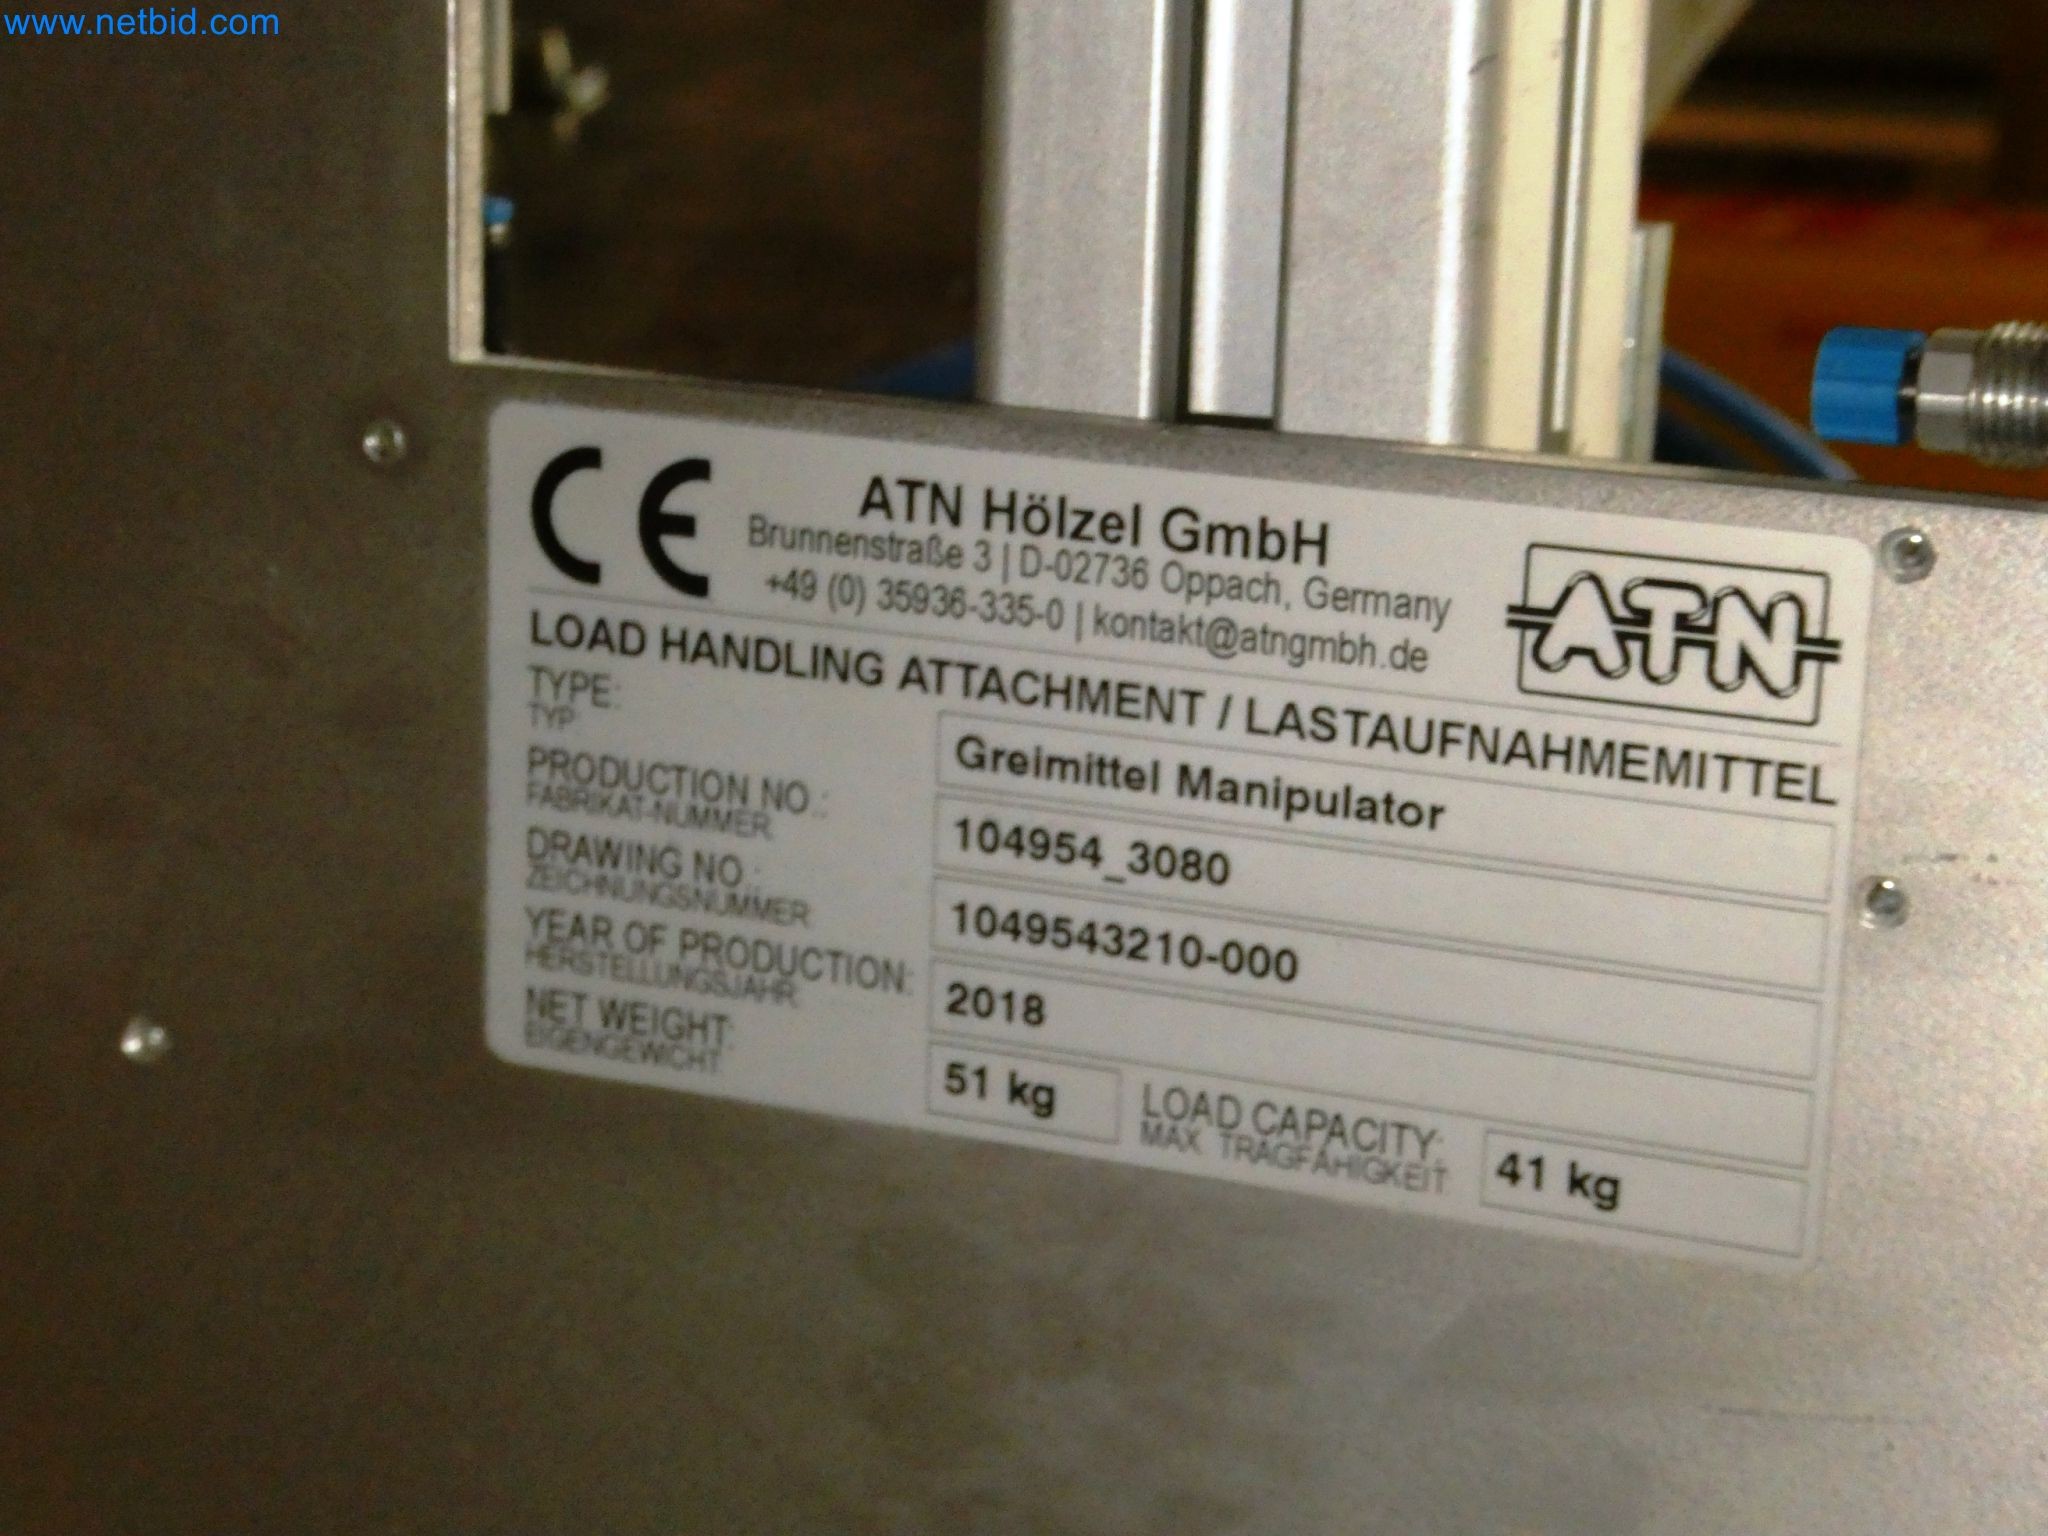 www.netbid.com
CE
ATN Hölzel GmbH
Brunnenstraße 3 | D-02736 Oppach, Germany
+49 (0) 35936-335-0 | kontakt@atngmbh.de
ATN
LOAD HANDLING ATTACHMENT / LASTAUFNAHMEMITTEL
TYPE: Greimittel Manipulator
TYP:
PRODUCTION NO.: 104954_3080
FABRIKAT-NUMMER:
DRAWING NO.: 1049543210-000
ZEICHNUNGSNUMMER
YEAR OF PRODUCTION: 2018
HERSTELLUNGSJAHR:
NET WEIGHT: 51 kg LOAD CAPACITY: 41 kg
EIGENGEWICHT: MAX. TRAGFÄHIGKEIT: